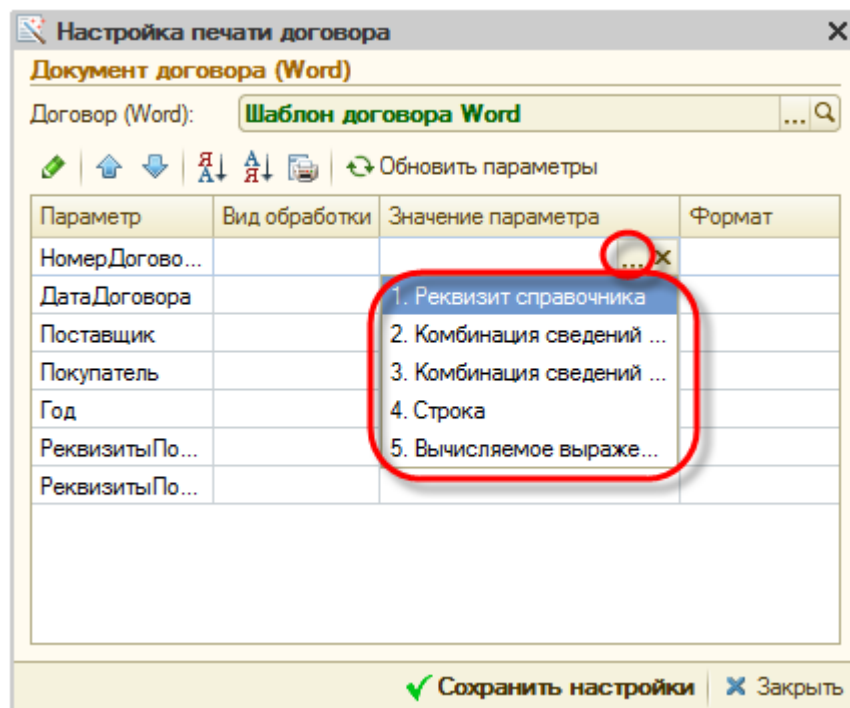 Настройка печати договора
Документ договора (Word)
Договор (Word): Шаблон договора Word ...
Обновить параметры
Параметр Вид обработки Значение параметра Формат
НомерДогово... ...
ДатаДоговора 1. Реквизит справочника
Поставщик 2. Комбинация сведений ...
Покупатель 3. Комбинация сведений ...
Год 4. Строка
РеквизитыПо... 5. Вычисляемое выраже...
РеквизитыПо...
Сохранить настройки Закрыть